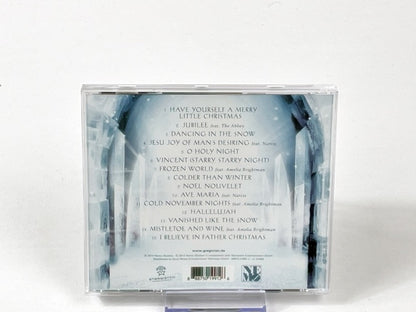 1 HAVE YOURSELF A MERRY
LITTLE CHRISTMAS
2 JUBILEE feat. The Abbey
3 DANCING IN THE SNOW
4 JESU JOY OF MAN'S DESIRING feat. Narcis
5 O HOLY NIGHT
6 VINCENT (STARRY STARRY NIGHT)
7 FROZEN WORLD feat. Amelia Brightman
8 COLDER THAN WINTER
9 NOEL NOUVELET
10 AVE MARIA feat. Narcis
11 COLD NOVEMBER NIGHTS feat. Amelia Brightman
12 HALLELUJAH
13 VANISHED LIKE THE SNOW
14 MISTLETOE AND WINE feat. Amelia Brightman
15 I BELIEVE IN FATHER CHRISTMAS
www.gregorian.de